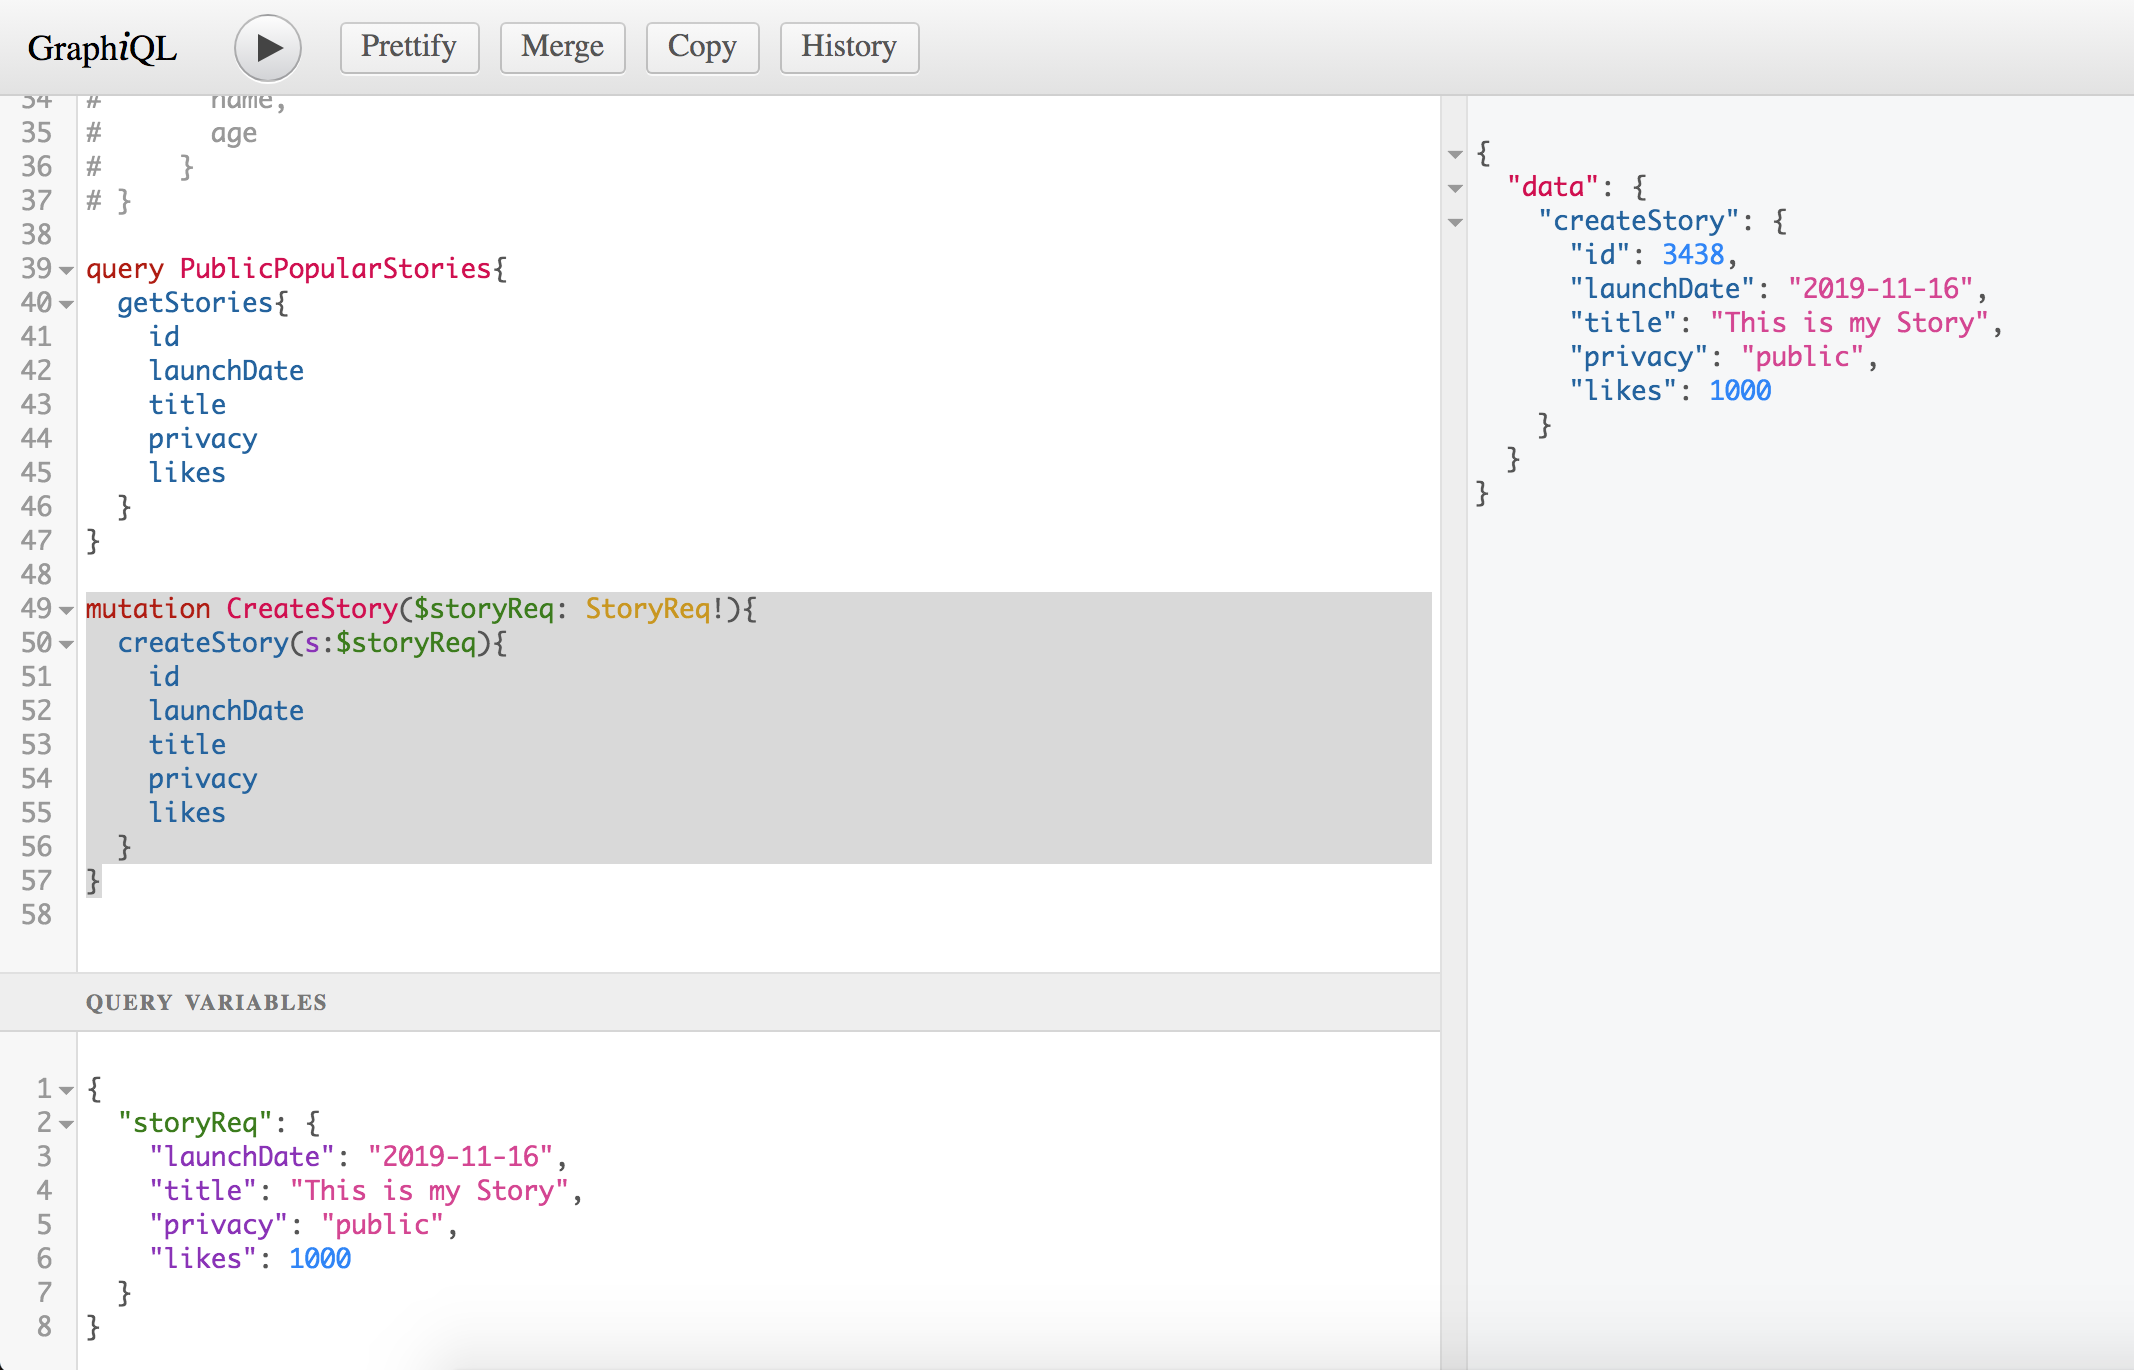 GraphiQL
Prettify
Merge
Copy
History
34 # name,
35 # age
36 # }
37 # }
38
39 query PublicPopularStories{
40 getStories{
41 id
42 launchDate
43 title
44 privacy
45 likes
46 }
47 }
48
49 mutation CreateStory($storyReq: StoryReq!){
50 createStory(s:$storyReq){
51 id
52 launchDate
53 title
54 privacy
55 likes
56 }
57 }
58
QUERY VARIABLES
1 {
2 "storyReq": {
3 "launchDate": "2019-11-16",
4 "title": "This is my Story",
5 "privacy": "public",
6 "likes": 1000
7 }
8 }
{
"data": {
"createStory": {
"id": 3438,
"launchDate": "2019-11-16",
"title": "This is my Story",
"privacy": "public",
"likes": 1000
}
}
}